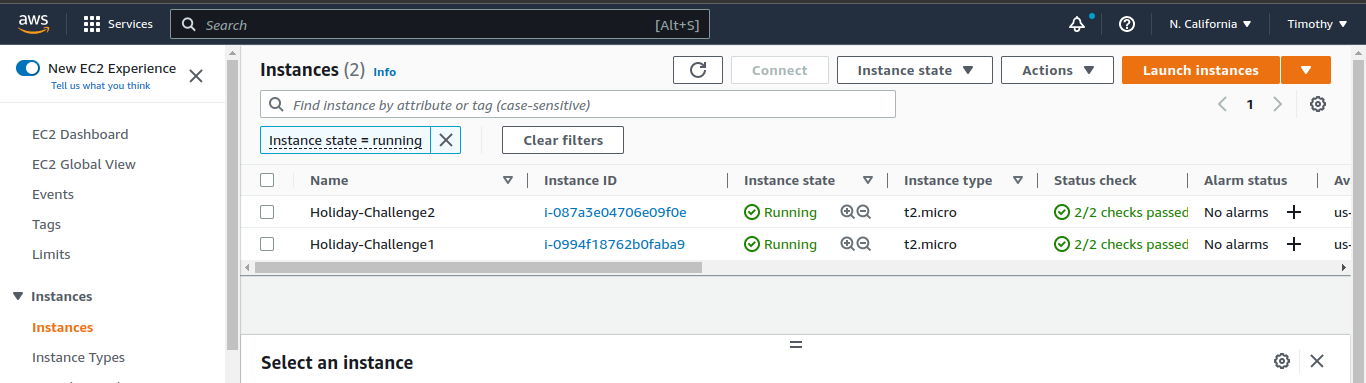 aws Services Search [Alt+S] N. California Timothy
New EC2 Experience
Tell us what you think
EC2 Dashboard
EC2 Global View
Events
Tags
Limits
Instances
Instances
Instance Types
Instances (2) Info Connect Instance state Actions Launch instances
Find instance by attribute or tag (case-sensitive) 1
Instance state = running Clear filters
Name Instance ID Instance state Instance type Status check Alarm status Av
Holiday-Challenge2 i-087a3e04706e09f0e Running t2.micro 2/2 checks passed No alarms us-
Holiday-Challenge1 i-0994f18762b0faba9 Running t2.micro 2/2 checks passed No alarms us-
Select an instance